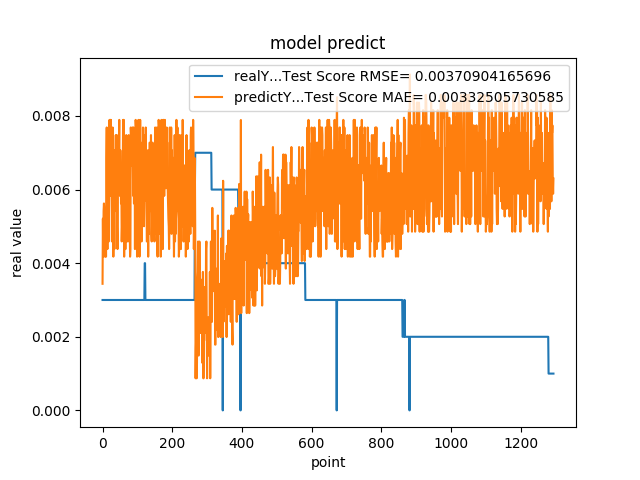 model predict
realY...Test Score RMSE= 0.00370904165696
predictY...Test Score MAE= 0.00332505730585
0.008
0.006
0.004
0.002
0.000
real value
0 200 400 600 800 1000 1200
point